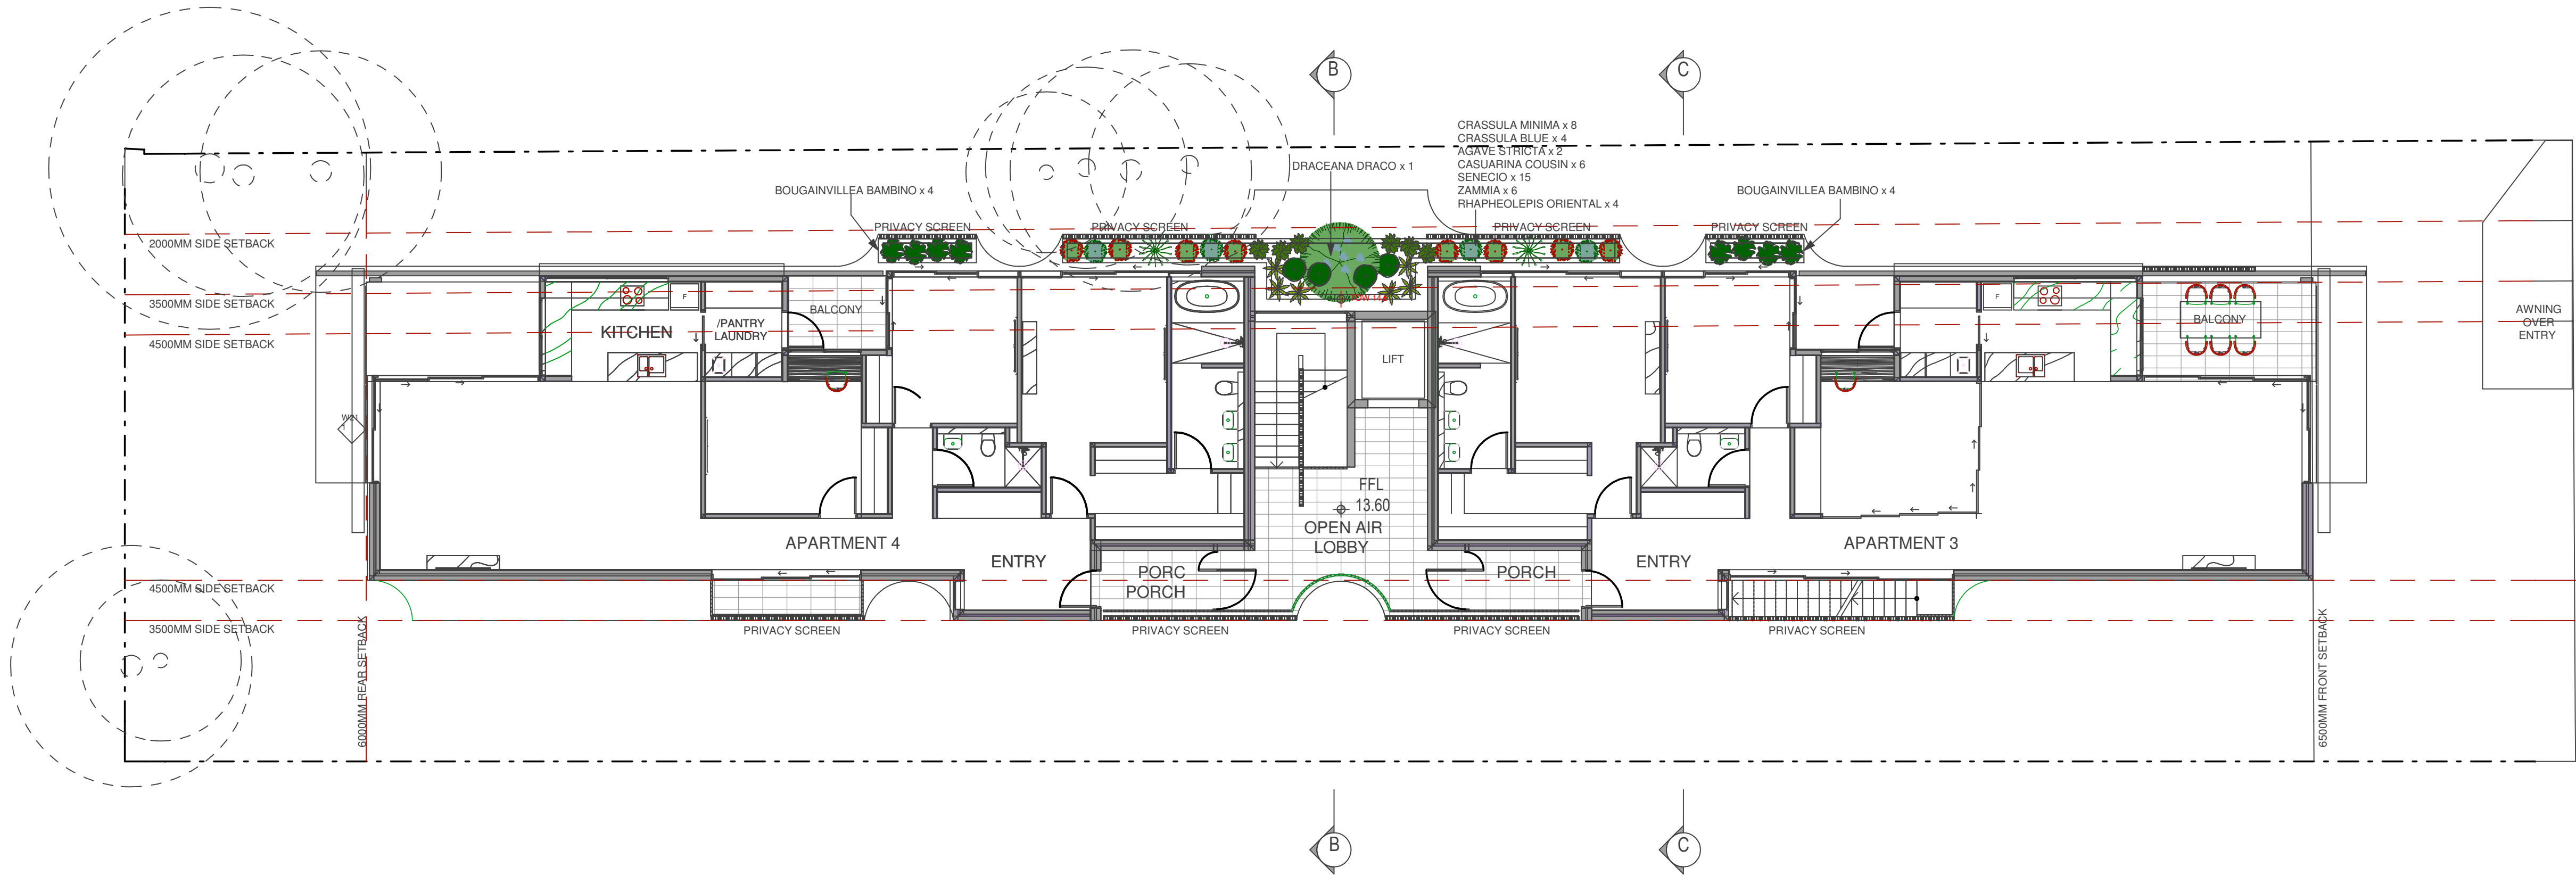 B
C
CRASSULA MINIMA x 8
CRASSULA BLUE x 4
AGAVE STRICTA x 2
CASUARINA COUSIN x 6
SENECIO x 15
ZAMMIA x 6
RHAPHEOLEPIS ORIENTAL x 4
DRACEANA DRACO x 1
BOUGAINVILLEA BAMBINO x 4
BOUGAINVILLEA BAMBINO x 4
PRIVACY SCREEN
PRIVACY SCREEN
PRIVACY SCREEN
PRIVACY SCREEN
2000MM SIDE SETBACK
3500MM SIDE SETBACK
4500MM SIDE SETBACK
F
KITCHEN
/PANTRY
LAUNDRY
BALCONY
LIFT
F
BALCONY
AWNING
OVER
ENTRY
W21
1
FFL
13.60
OPEN AIR
LOBBY
APARTMENT 4
ENTRY
PORC
PORCH
PORCH
ENTRY
APARTMENT 3
4500MM SIDE SETBACK
3500MM SIDE SETBACK
PRIVACY SCREEN
PRIVACY SCREEN
PRIVACY SCREEN
PRIVACY SCREEN
6000MM REAR SETBACK
6500MM FRONT SETBACK
B
C